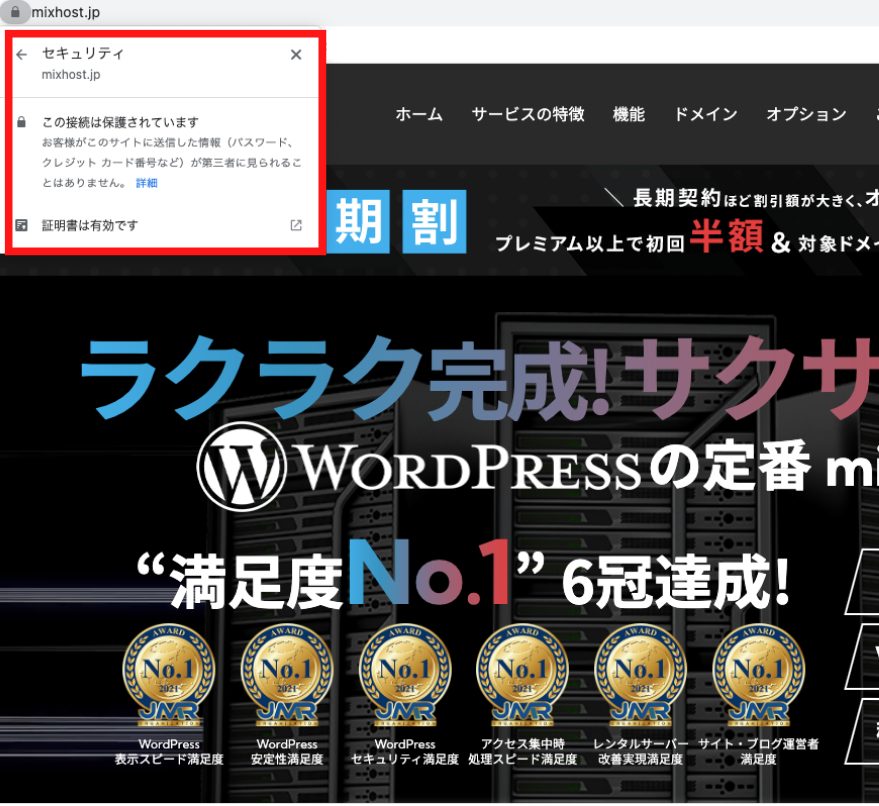 mixhost.jp
セキュリティ
mixhost.jp
この接続は保護されています
お客様がこのサイトに送信した情報（パスワード、
クレジット カード番号など）が第三者に見られるこ
とはありません。 詳細
証明書は有効です
ホーム サービスの特徴 機能 ドメイン オプション
期割
＼ 長期契約ほど割引額が大きく、オ
プレミアム以上で初回半額 & 対象ドメイ
ラクラク完成! サクサ
WORDPRESSの定番 mi
“満足度No.1” 6冠達成!
AWARD No.1 2021 JMR
AWARD No.1 2021 JMR
AWARD No.1 2021 JMR
AWARD No.1 2021 JMR
AWARD No.1 2021 JMR
AWARD No.1 2021 JMR
WordPress
表示スピード満足度
WordPress
安定性満足度
WordPress
セキュリティ満足度
アクセス集中時
処理スピード満足度
レンタルサーバー
改善実現満足度
サイト・ブログ運営者
満足度